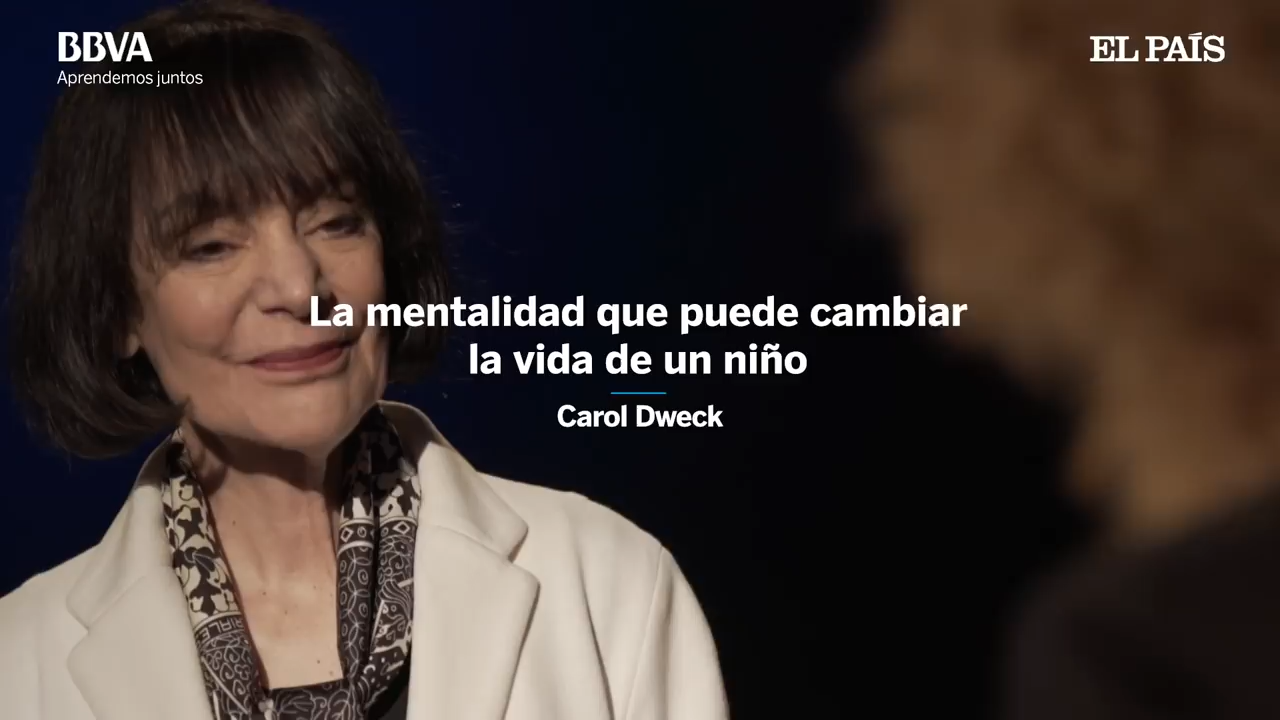 BBVA
Aprendemos juntos
EL PAÍS
La mentalidad que puede cambiar
la vida de un niño
Carol Dweck